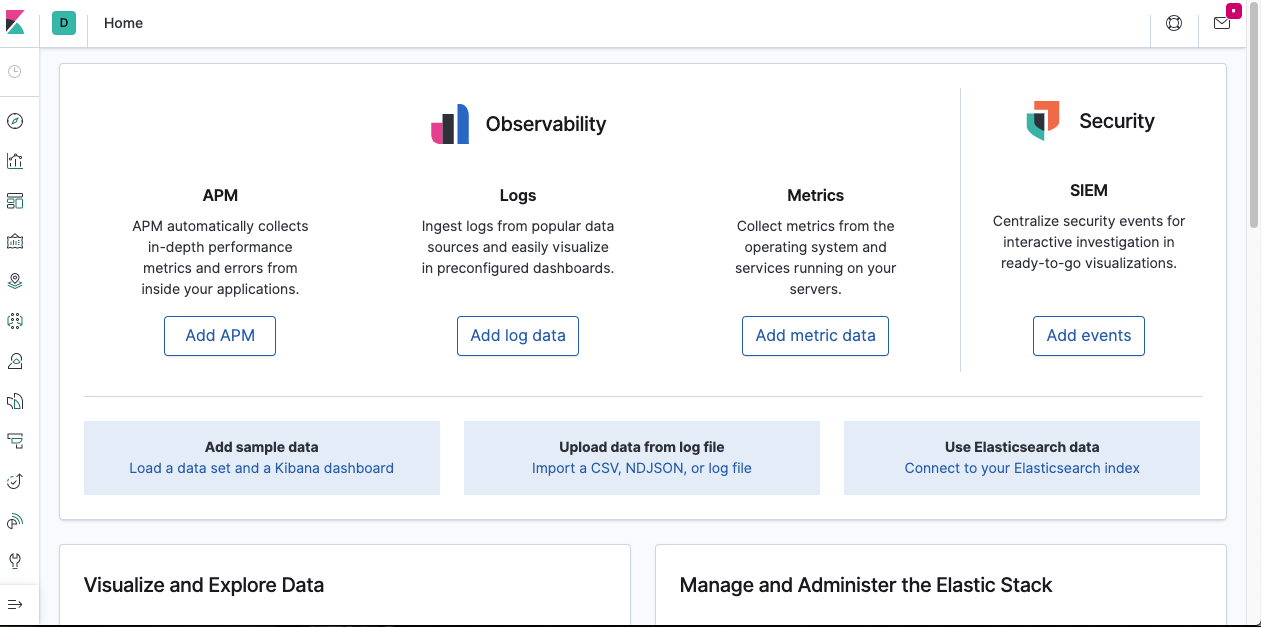 D
Home
Observability
Security
APM
APM automatically collects
in-depth performance
metrics and errors from
inside your applications.
Add APM
Logs
Ingest logs from popular data
sources and easily visualize
in preconfigured dashboards.
Add log data
Metrics
Collect metrics from the
operating system and
services running on your
servers.
Add metric data
SIEM
Centralize security events for
interactive investigation in
ready-to-go visualizations.
Add events
Add sample data
Load a data set and a Kibana dashboard
Upload data from log file
Import a CSV, NDJSON, or log file
Use Elasticsearch data
Connect to your Elasticsearch index
Visualize and Explore Data
Manage and Administer the Elastic Stack